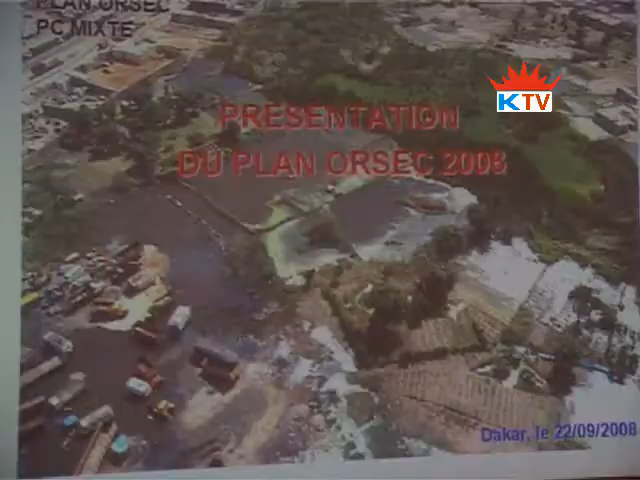 PLAN ORSEC
PC MIXTE
KTV
PRESENTATION
DU PLAN ORSEC 2008
Dakar, le 22/09/2008